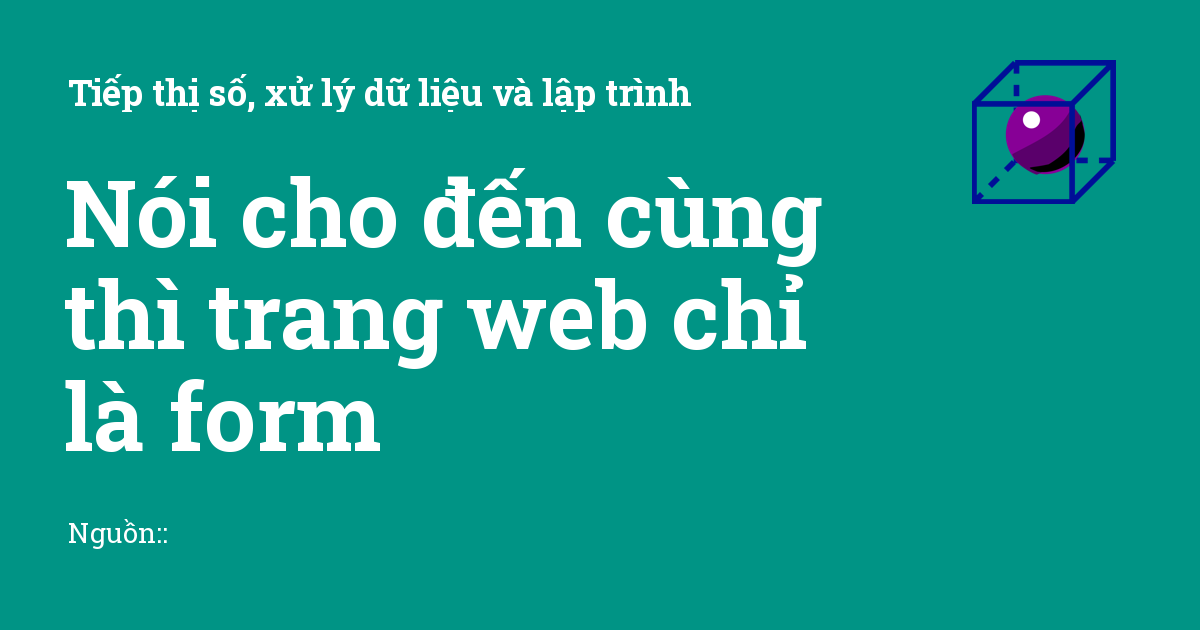 Tiếp thị số, xử lý dữ liệu và lập trình
Nói cho đến cùng
thì trang web chỉ
là form
Nguồn::